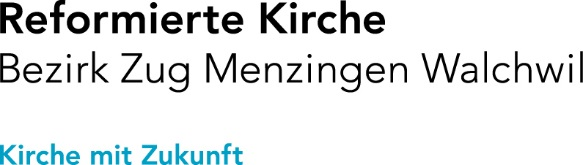 Reformierte Kirche
Bezirk Zug Menzingen Walchwil
Kirche mit Zukunft